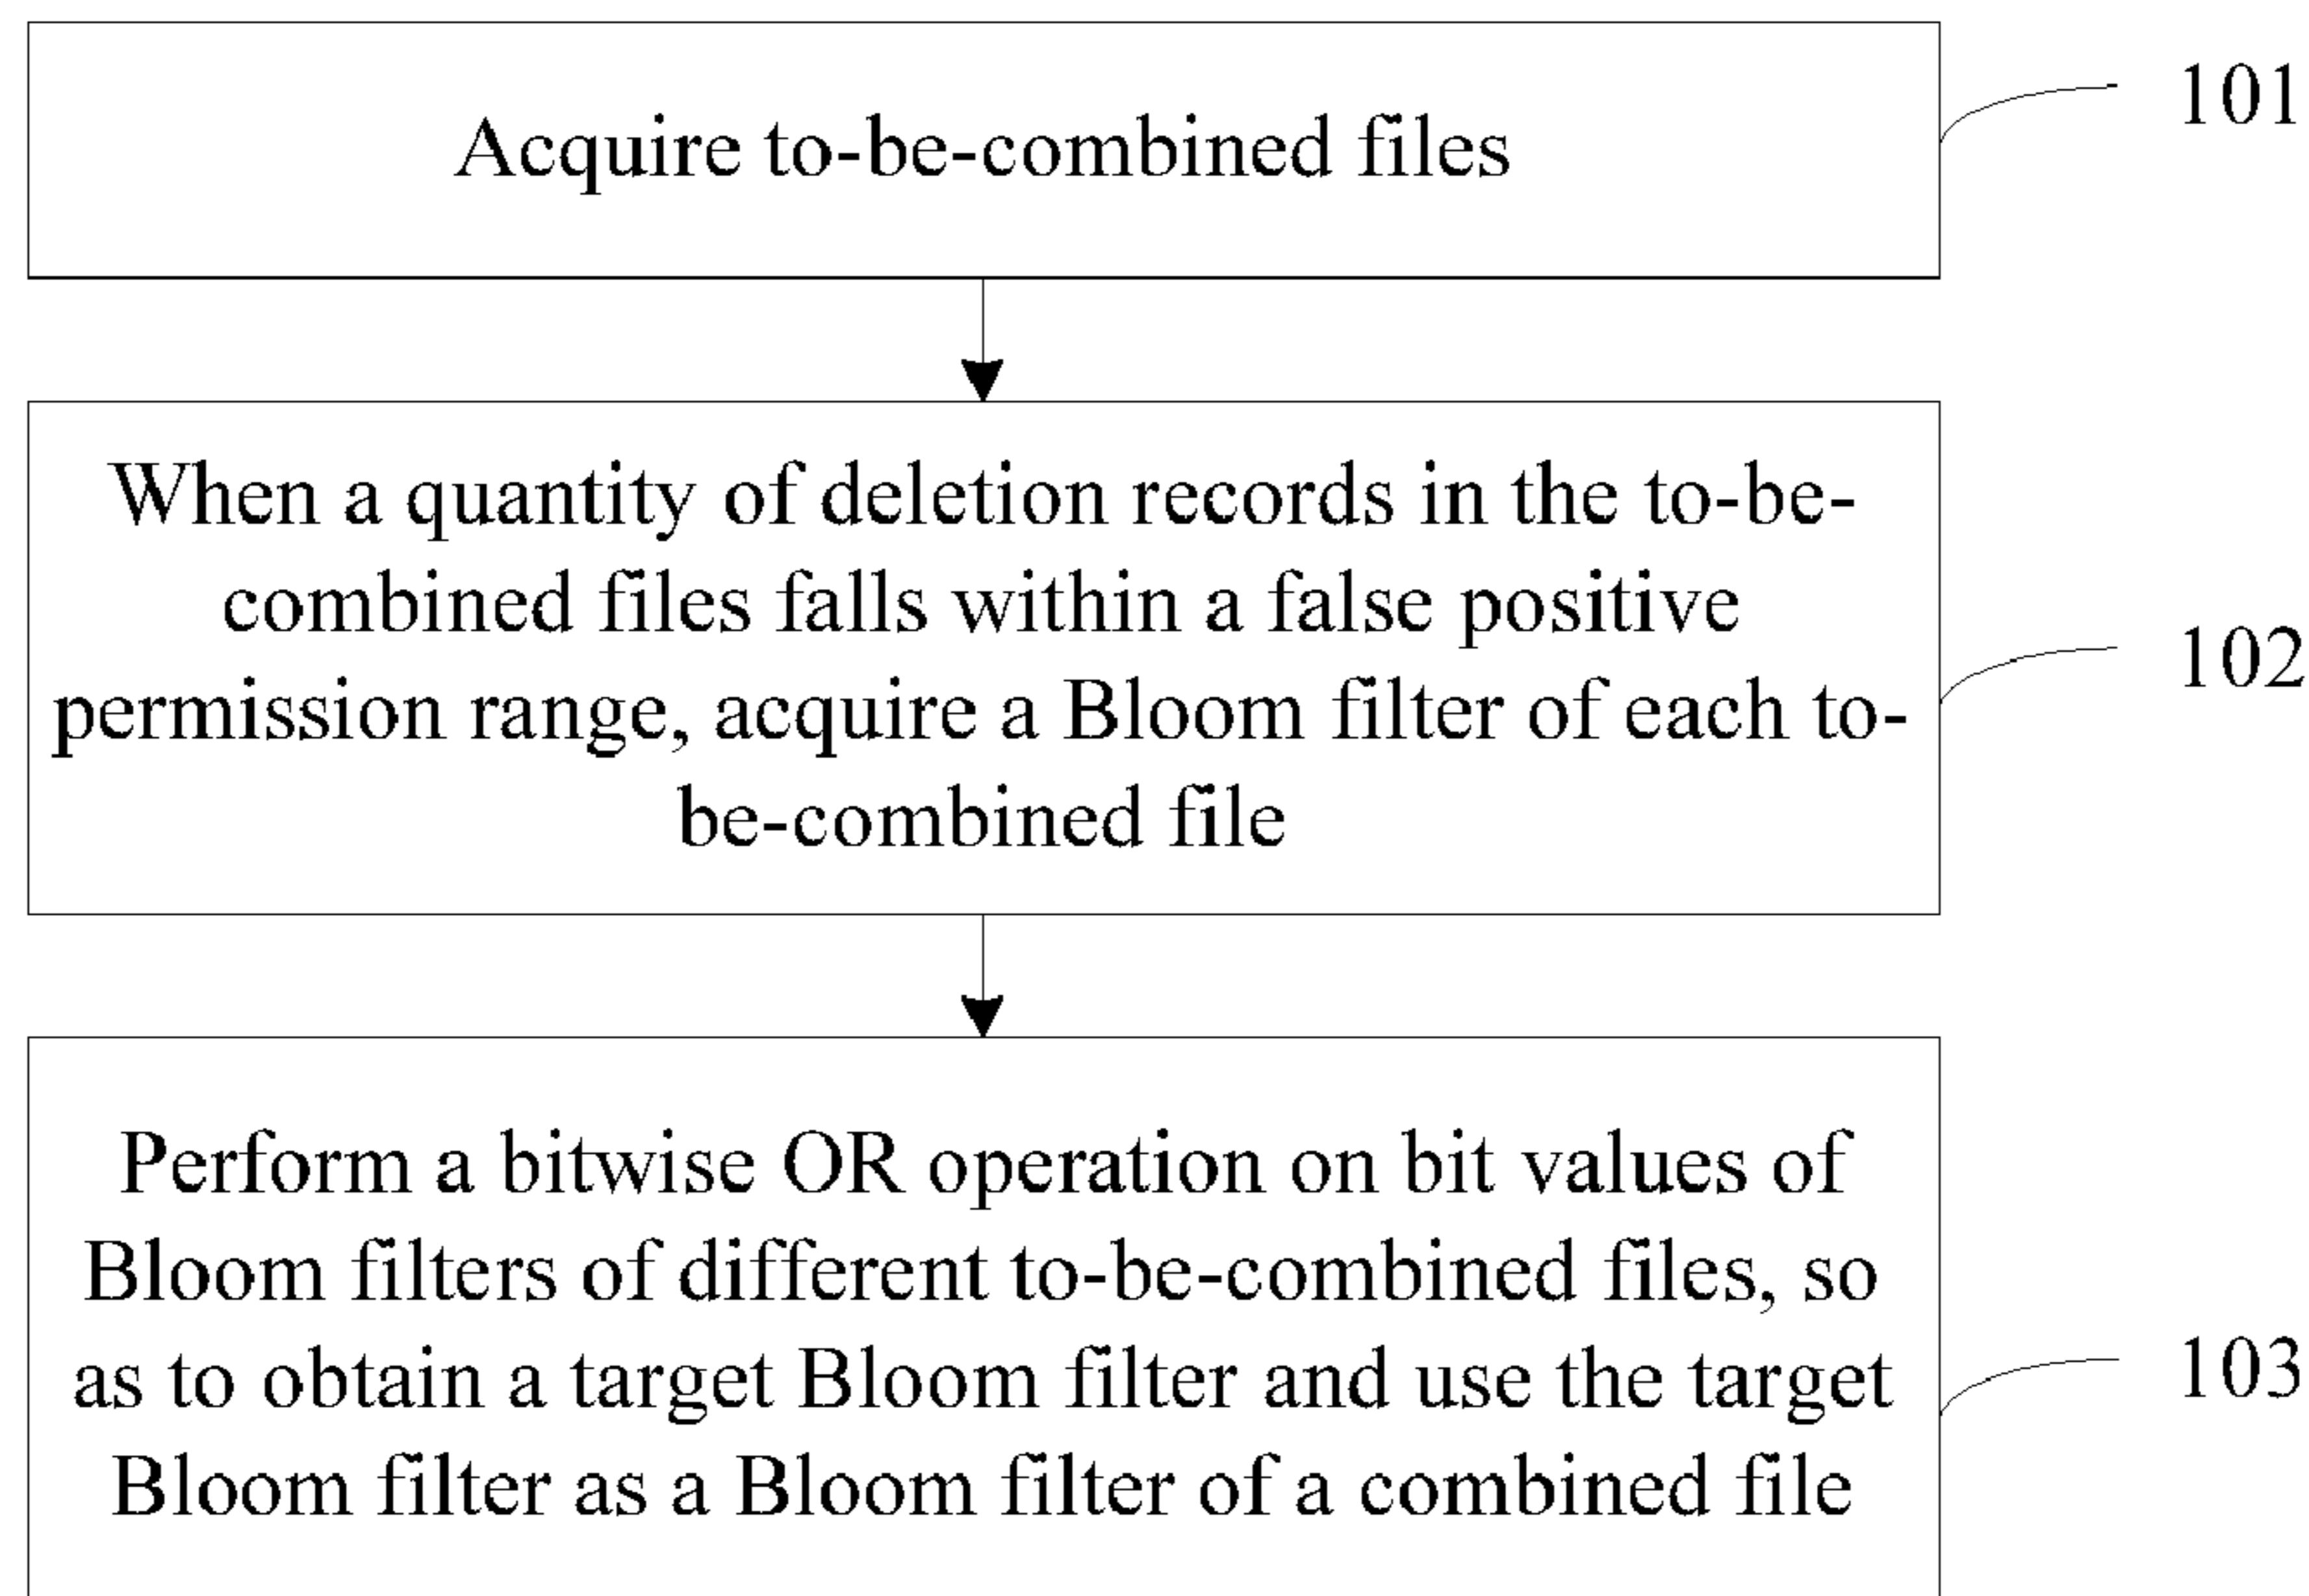 Acquire to-be-combined files
101
When a quantity of deletion records in the to-be-
combined files falls within a false positive
permission range, acquire a Bloom filter of each to-
be-combined file
102
Perform a bitwise OR operation on bit values of
Bloom filters of different to-be-combined files, so
as to obtain a target Bloom filter and use the target
Bloom filter as a Bloom filter of a combined file
103